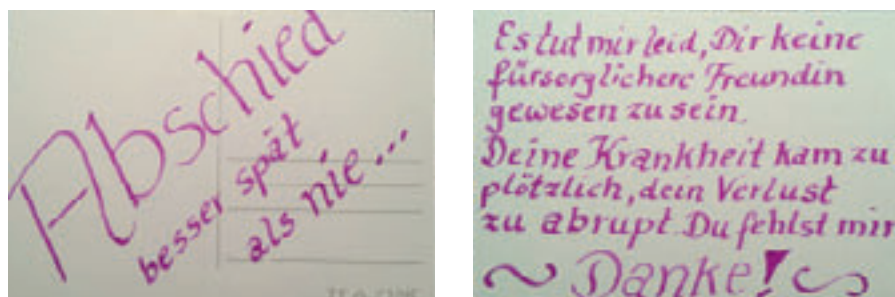 Abschied
besser spät
als nie...
Es tut mir leid, Dir keine
fürsorglichere Freundin
gewesen zu sein.
Deine Krankheit kam zu
plötzlich, dein Verlust
zu abrupt. Du fehlst mir
~ Danke! ~